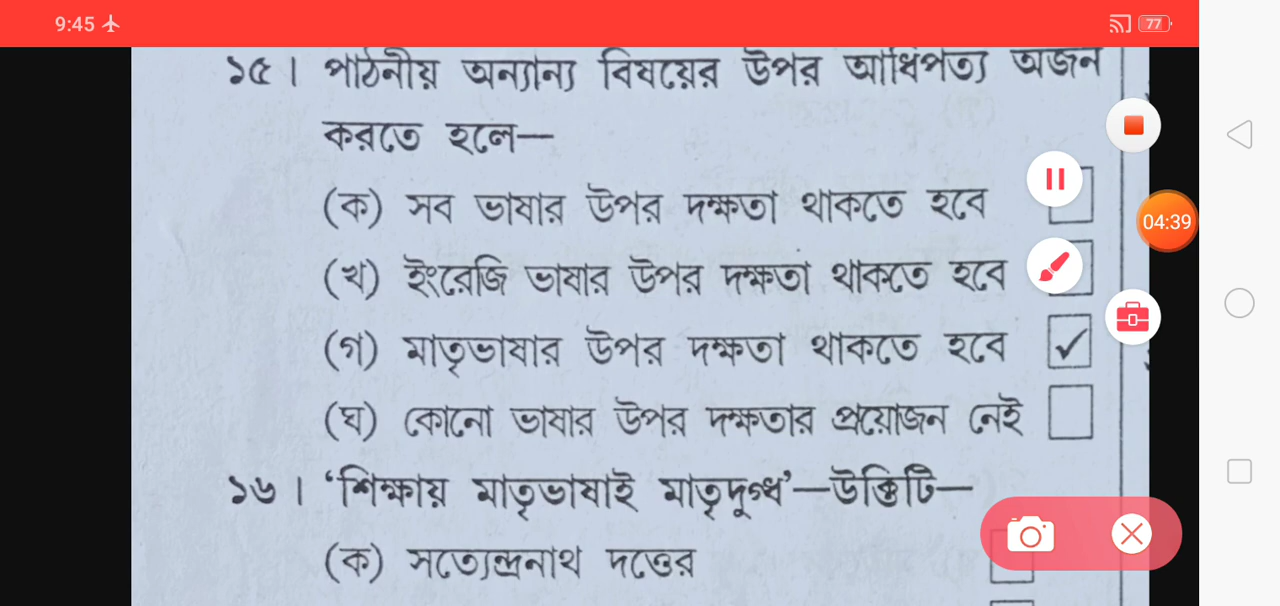 9:45
77
১৫। পাঠনীয় অন্যান্য বিষয়ের উপর আধিপত্য অর্জন
করতে হলে—
(ক) সব ভাষার উপর দক্ষতা থাকতে হবে
04:39
(খ) ইংরেজি ভাষার উপর দক্ষতা থাকতে হবে
(গ) মাতৃভাষার উপর দক্ষতা থাকতে হবে ✓
(ঘ) কোনো ভাষার উপর দক্ষতার প্রয়োজন নেই
১৬। ‘শিক্ষায় মাতৃভাষাই মাতৃদুগ্ধ’—উক্তিটি—
(ক) সত্যেন্দ্রনাথ দত্তের